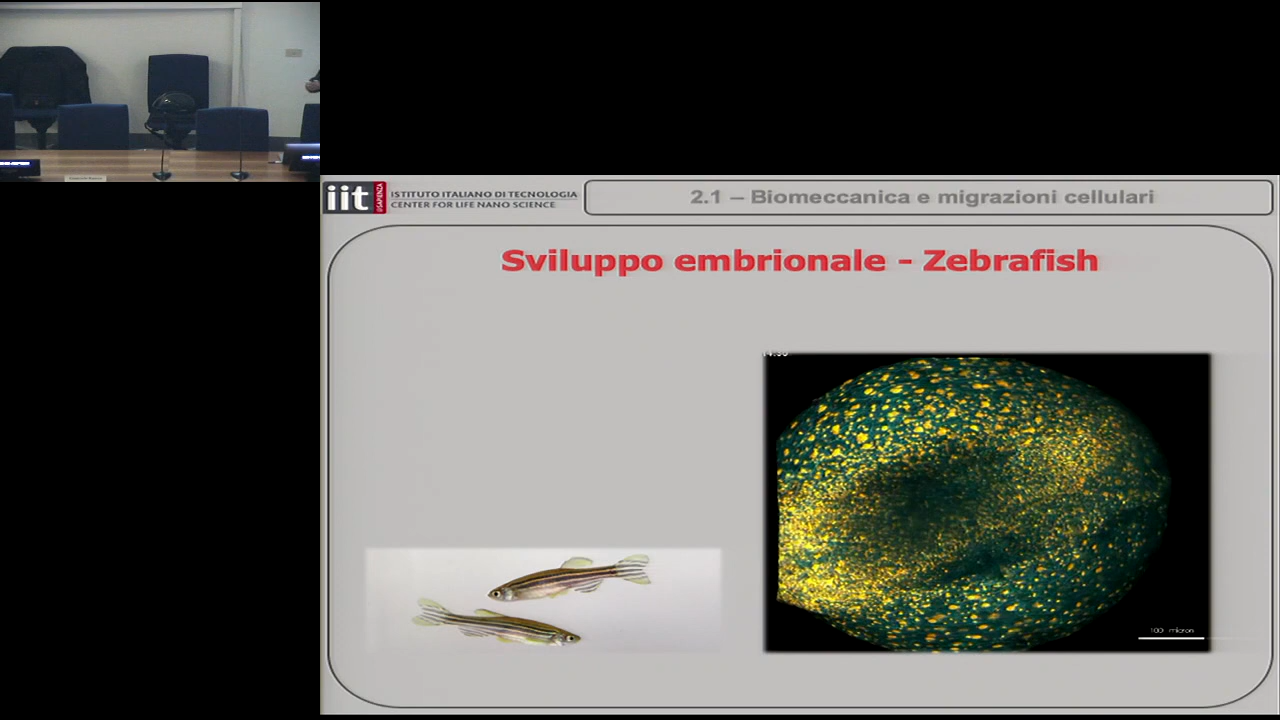 iit
SAPIENZA
ISTITUTO ITALIANO DI TECNOLOGIA
CENTER FOR LIFE NANO SCIENCE
2.1 – Biomeccanica e migrazioni cellulari
Sviluppo embrionale - Zebrafish
100 micron